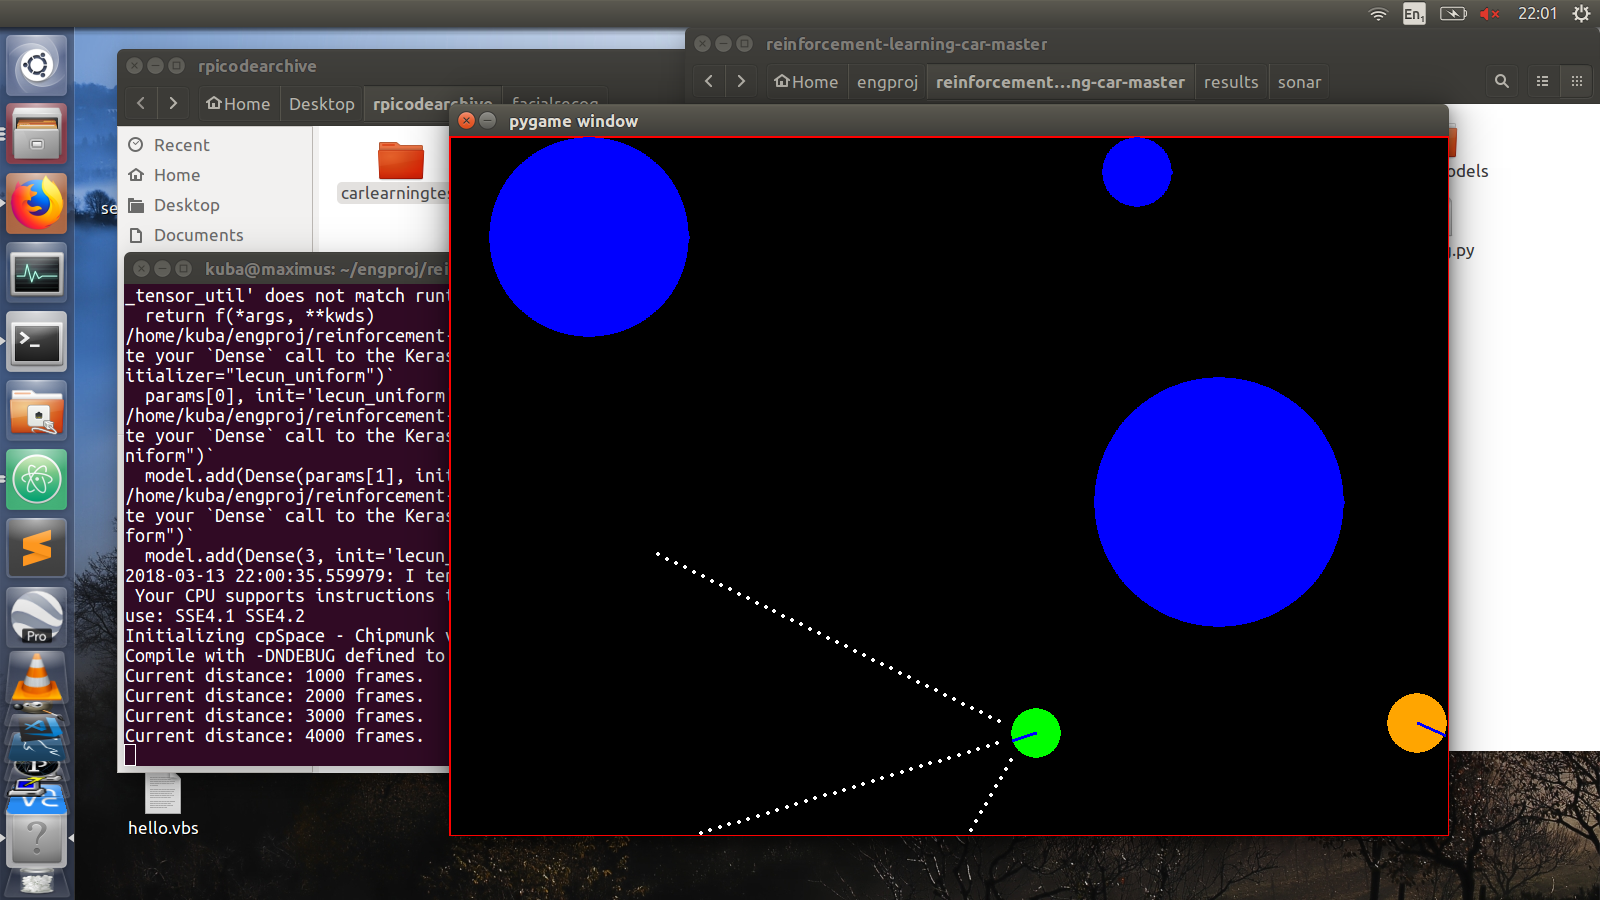 En₁
22:01
reinforcement-learning-car-master
rpicodearchive
Home engproj reinforcement...ng-car-master results sonar
Home Desktop rpicodearchive facialrecog
pygame window
Recent
Home
Desktop
Documents
carlearningtes
odels
.py
se
kuba@maximus: ~/engproj/rei
_tensor_util' does not match runt
return f(*args, **kwds)
/home/kuba/engproj/reinforcement-
te your `Dense` call to the Keras
itializer="lecun_uniform")`
params[0], init='lecun_uniform
/home/kuba/engproj/reinforcement-
te your `Dense` call to the Keras
niform")`
model.add(Dense(params[1], init
/home/kuba/engproj/reinforcement-
te your `Dense` call to the Keras
form")`
model.add(Dense(3, init='lecun_
2018-03-13 22:00:35.559979: I ten
Your CPU supports instructions t
use: SSE4.1 SSE4.2
Initializing cpSpace - Chipmunk v
Compile with -DNDEBUG defined to
Current distance: 1000 frames.
Current distance: 2000 frames.
Current distance: 3000 frames.
Current distance: 4000 frames.
Pro
hello.vbs